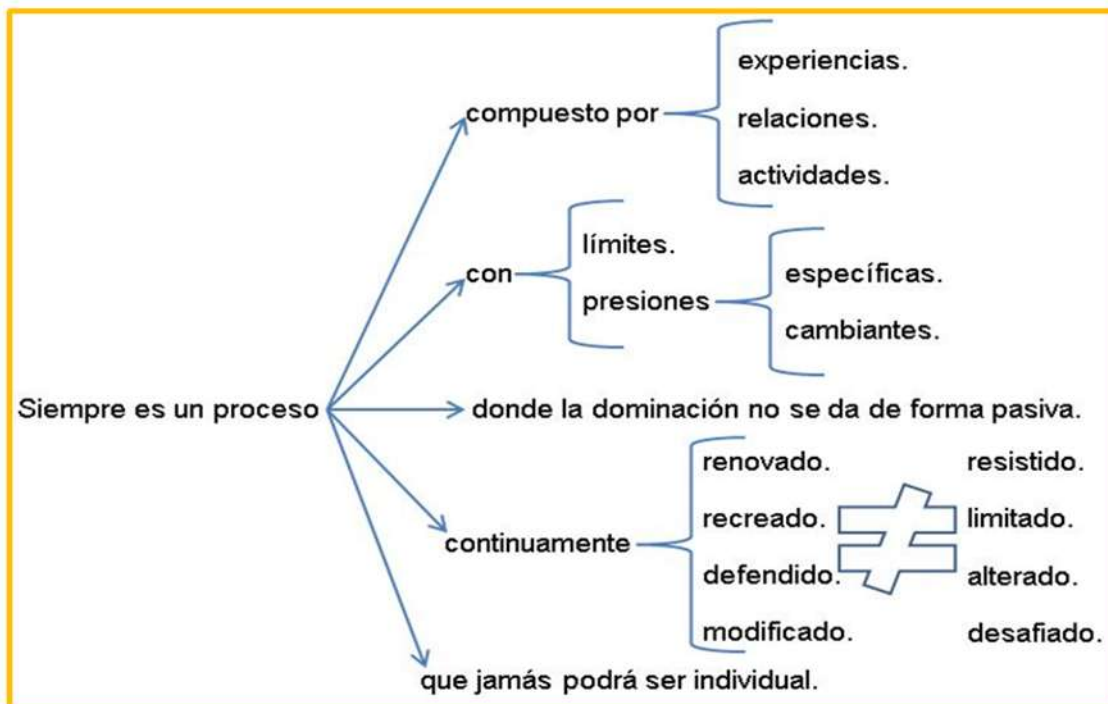 Siempre es un proceso
compuesto por
experiencias.
relaciones.
actividades.
con
límites.
presiones
específicas.
cambiantes.
donde la dominación no se da de forma pasiva.
continuamente
renovado.
recreado.
defendido.
modificado.
≠
resistido.
limitado.
alterado.
desafiado.
que jamás podrá ser individual.